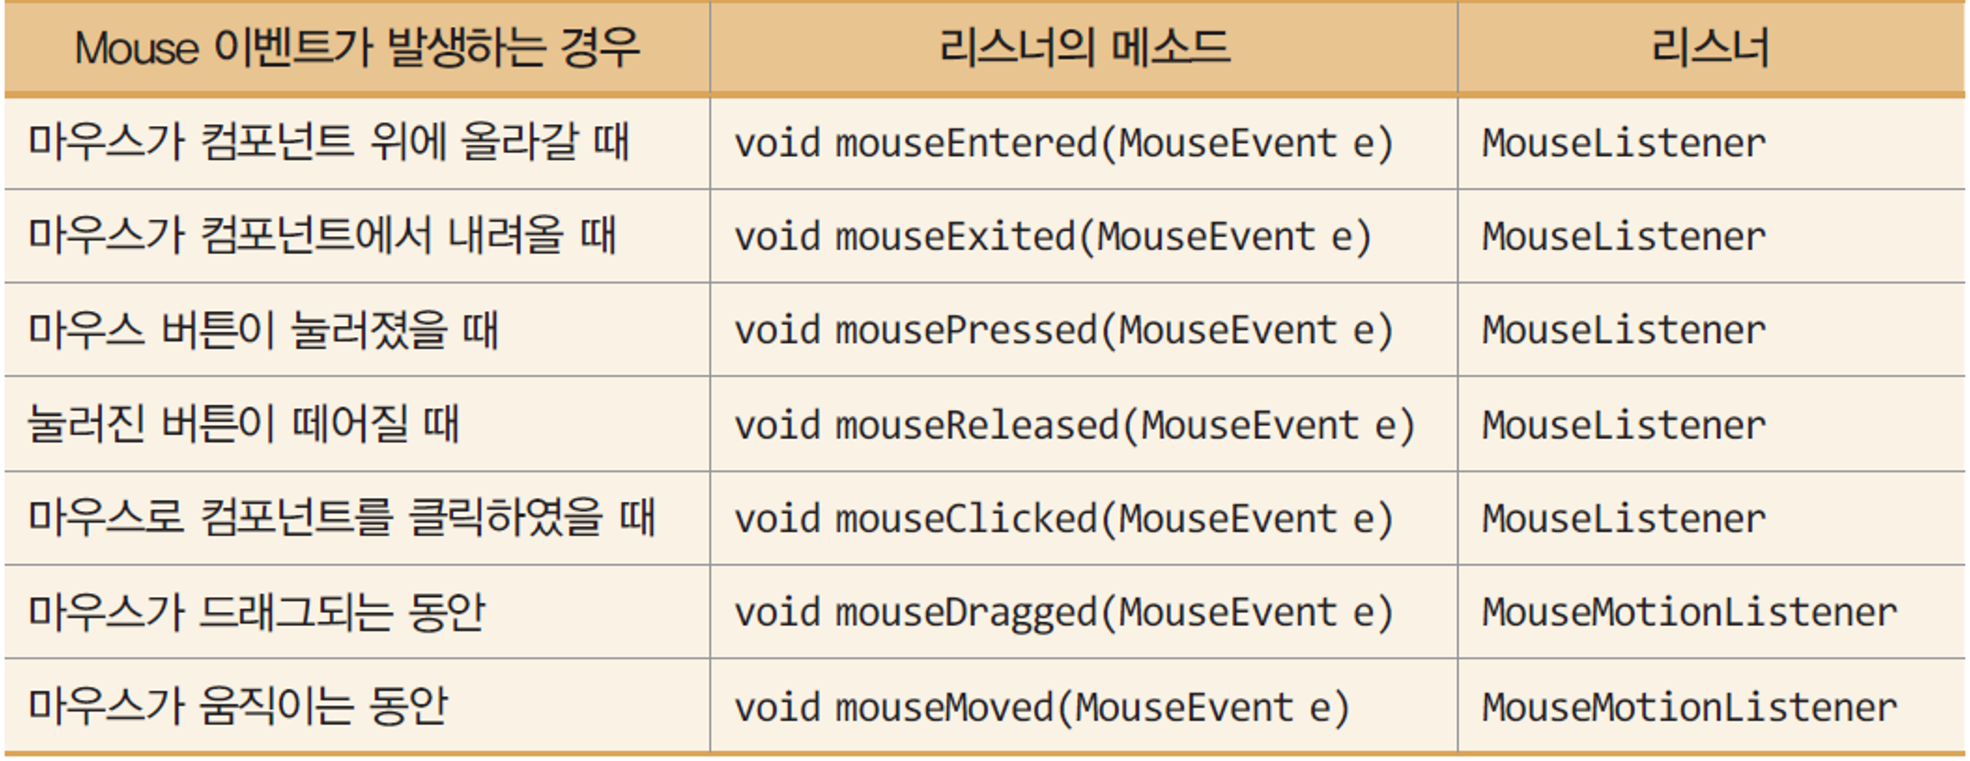 Mouse 이벤트가 발생하는 경우 리스너의 메소드 리스너
마우스가 컴포넌트 위에 올라갈 때 void mouseEntered(MouseEvent e) MouseListener
마우스가 컴포넌트에서 내려올 때 void mouseExited(MouseEvent e) MouseListener
마우스 버튼이 눌러졌을 때 void mousePressed(MouseEvent e) MouseListener
눌러진 버튼이 떼어질 때 void mouseReleased(MouseEvent e) MouseListener
마우스로 컴포넌트를 클릭하였을 때 void mouseClicked(MouseEvent e) MouseListener
마우스가 드래그되는 동안 void mouseDragged(MouseEvent e) MouseMotionListener
마우스가 움직이는 동안 void mouseMoved(MouseEvent e) MouseMotionListener